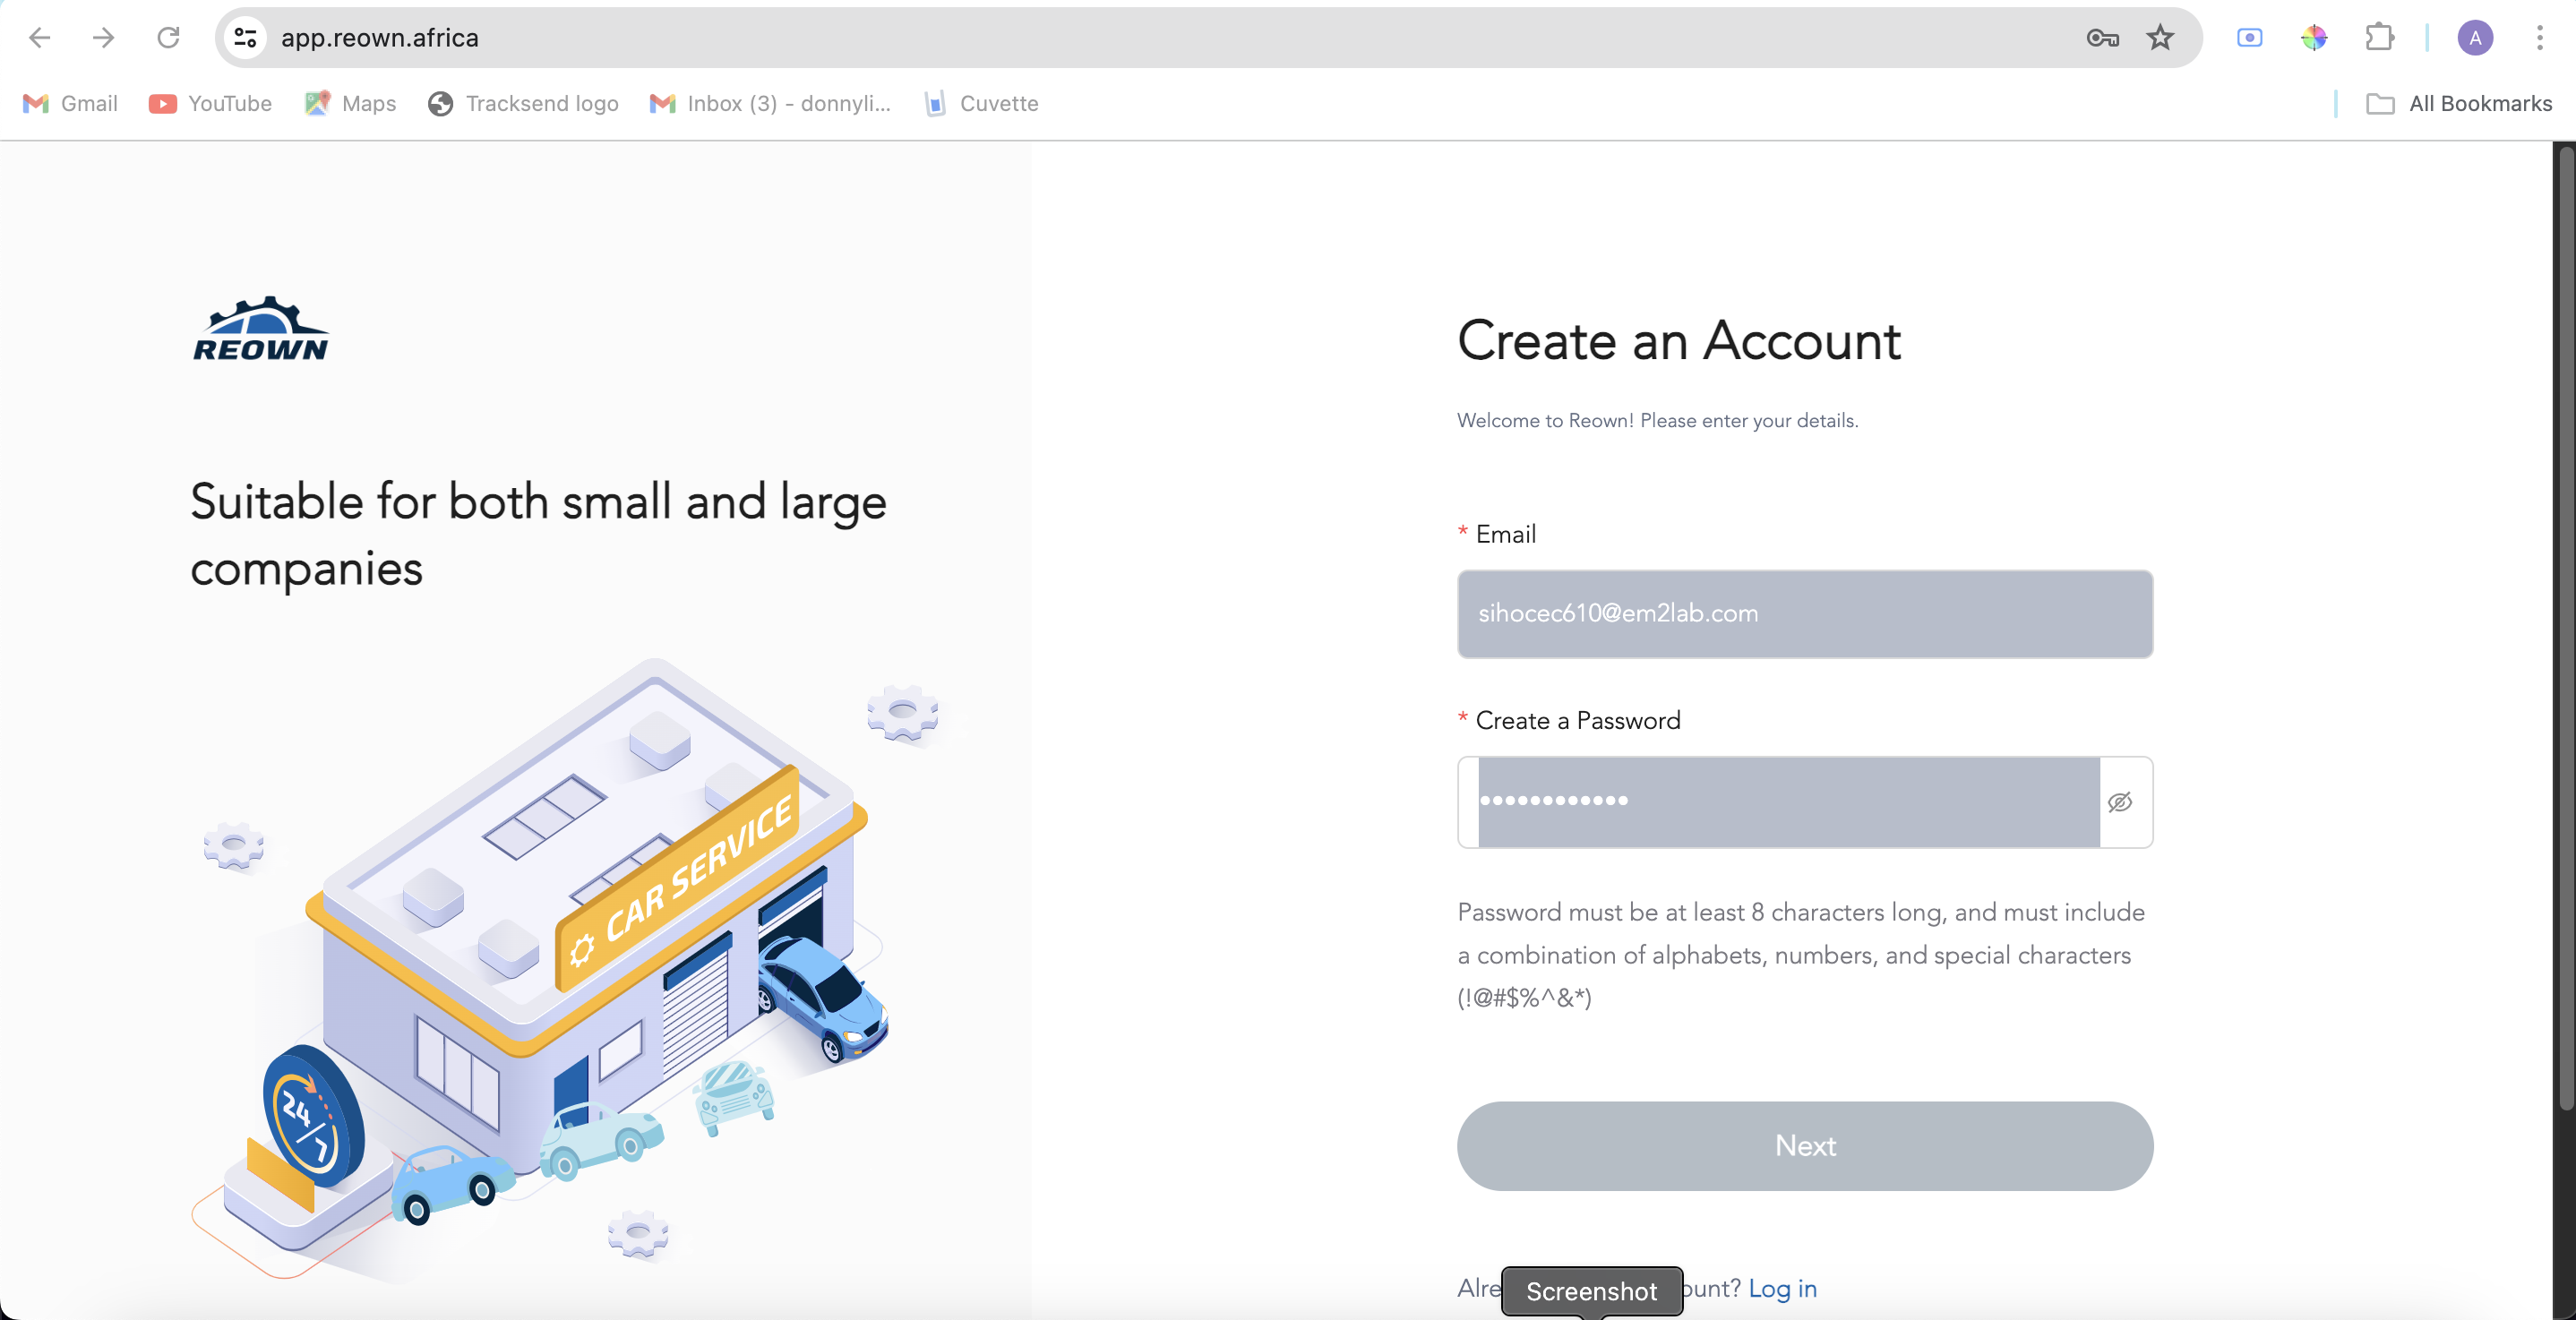 app.reown.africa
A
Gmail
YouTube
Maps
Tracksend logo
Inbox (3) - donnyli...
Cuvette
All Bookmarks
REOWN
Suitable for both small and large
companies
CAR SERVICE
24
7
Create an Account
Welcome to Reown! Please enter your details.
* Email
sihocec610@em2lab.com
* Create a Password
••••••••••••
Password must be at least 8 characters long, and must include
a combination of alphabets, numbers, and special characters
(!@#$%^&*)
Next
Alre ount? Log in
Screenshot